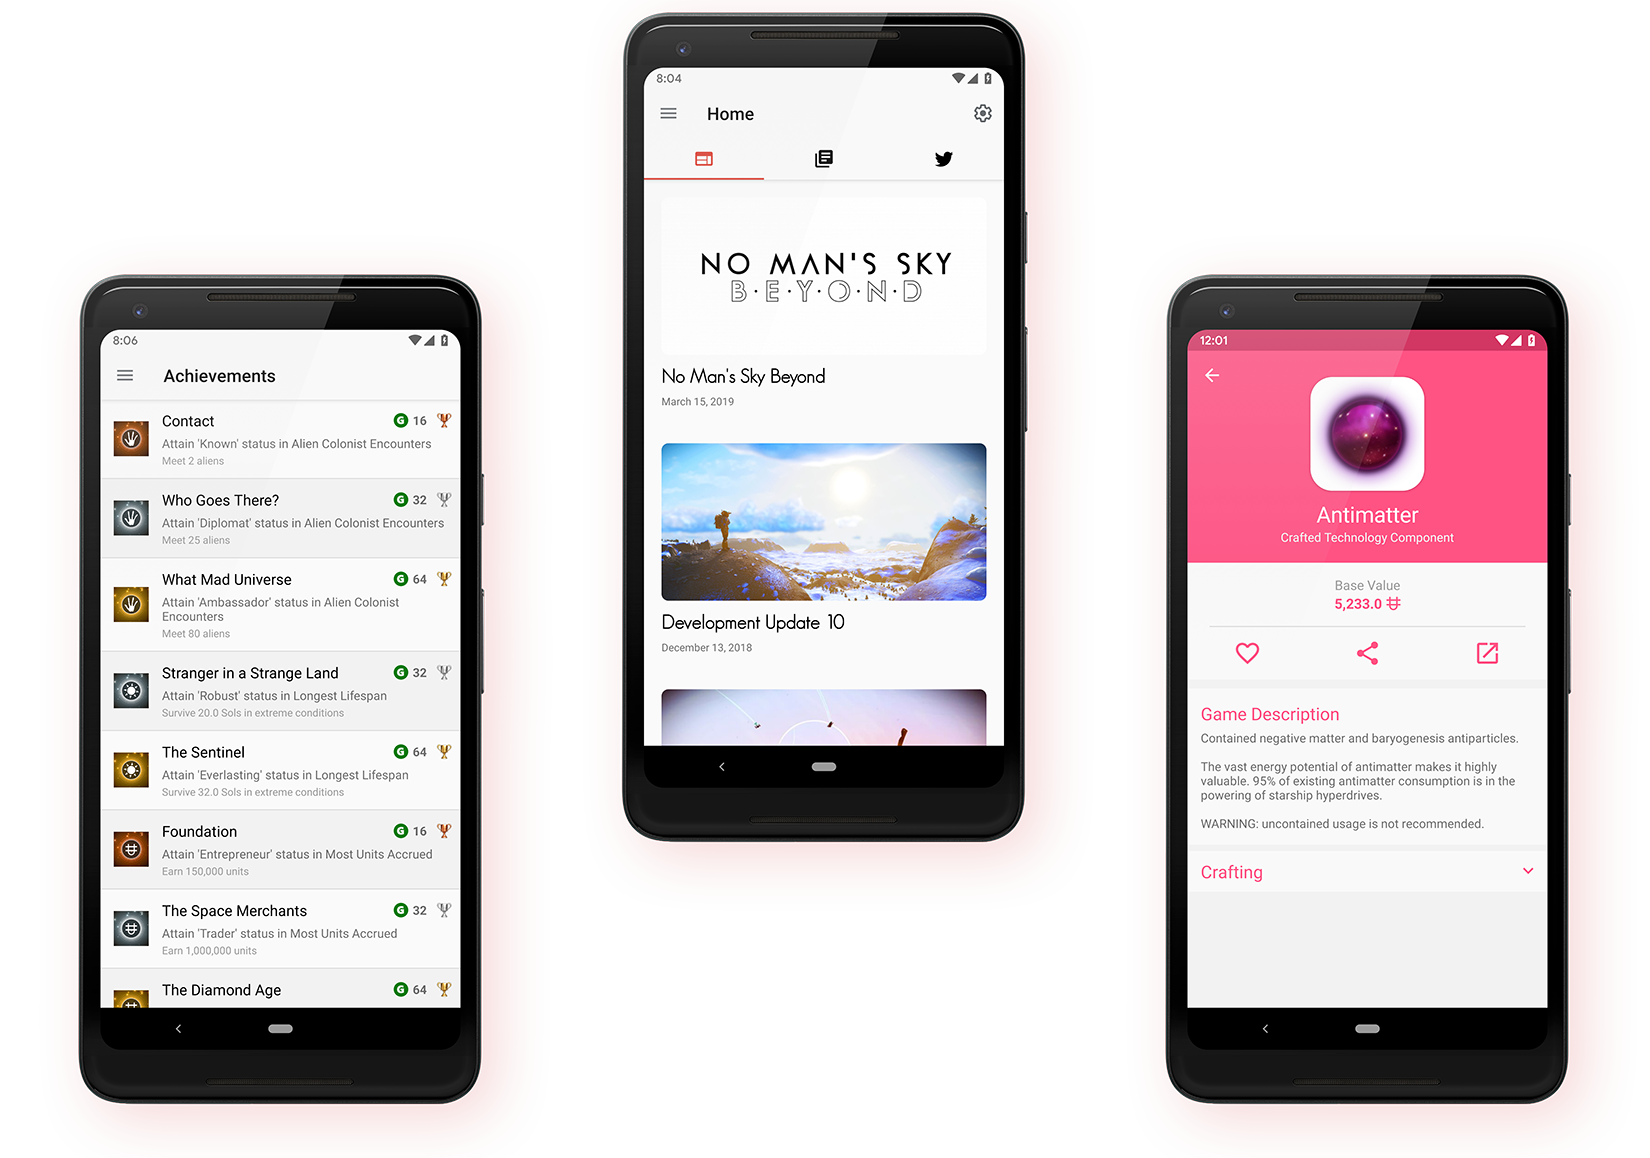 8:06
Achievements
Contact
G 16
Attain 'Known' status in Alien Colonist Encounters
Meet 2 aliens
Who Goes There?
G 32
Attain 'Diplomat' status in Alien Colonist Encounters
Meet 25 aliens
What Mad Universe
G 64
Attain 'Ambassador' status in Alien Colonist
Encounters
Meet 80 aliens
Stranger in a Strange Land
G 32
Attain 'Robust' status in Longest Lifespan
Survive 20.0 Sols in extreme conditions
The Sentinel
G 64
Attain 'Everlasting' status in Longest Lifespan
Survive 32.0 Sols in extreme conditions
Foundation
G 16
Attain 'Entrepreneur' status in Most Units Accrued
Earn 150,000 units
The Space Merchants
G 32
Attain 'Trader' status in Most Units Accrued
Earn 1,000,000 units
The Diamond Age
G 64
8:04
Home
NO MAN'S SKY
B·E·Y·O·N·D
No Man's Sky Beyond
March 15, 2019
Development Update 10
December 13, 2018
12:01
Antimatter
Crafted Technology Component
Base Value
5,233.0
Game Description
Contained negative matter and baryogenesis antiparticles.
The vast energy potential of antimatter makes it highly
valuable. 95% of existing antimatter consumption is in the
powering of starship hyperdrives.
WARNING: uncontained usage is not recommended.
Crafting